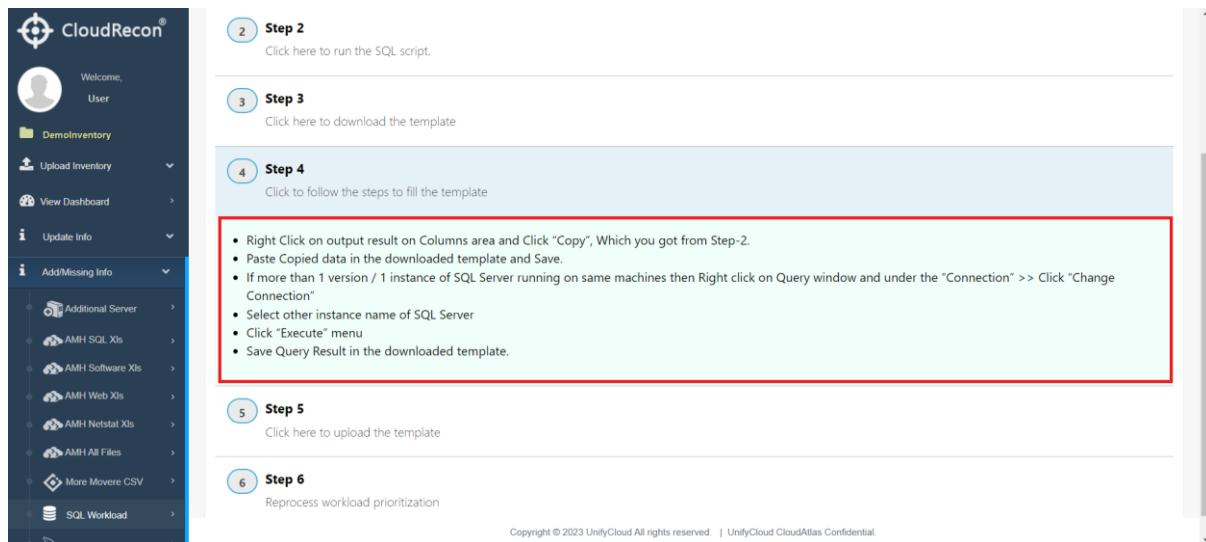 CloudRecon®
Welcome,
User
DemoInventory
Upload Inventory
View Dashboard
Update Info
Add/Missing Info
Additional Server
AMH SQL Xls
AMH Software Xls
AMH Web Xls
AMH Netstat Xls
AMH All Files
More Movere CSV
SQL Workload
2 Step 2
Click here to run the SQL script.
3 Step 3
Click here to download the template
4 Step 4
Click to follow the steps to fill the template
• Right Click on output result on Columns area and Click “Copy”, Which you got from Step-2.
• Paste Copied data in the downloaded template and Save.
• If more than 1 version / 1 instance of SQL Server running on same machines then Right click on Query window and under the “Connection” >> Click “Change
Connection”
• Select other instance name of SQL Server
• Click “Execute” menu
• Save Query Result in the downloaded template.
5 Step 5
Click here to upload the template
6 Step 6
Reprocess workload prioritization
Copyright © 2023 UnifyCloud All rights reserved. | UnifyCloud CloudAtlas Confidential.